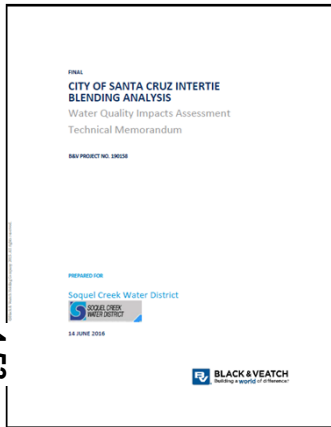 FINAL
CITY OF SANTA CRUZ INTERTIE
BLENDING ANALYSIS
Water Quality Impacts Assessment
Technical Memorandum
B&V PROJECT NO. 190158
PREPARED FOR
Soquel Creek Water District
SOQUEL CREEK
WATER DISTRICT
14 JUNE 2016
BLACK & VEATCH
Building a world of difference.